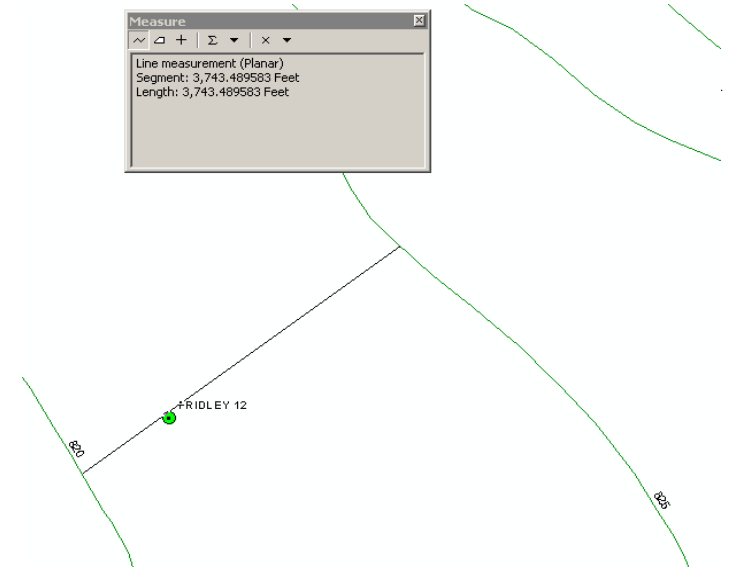 Measure
Line measurement (Planar)
Segment: 3,743.489583 Feet
Length: 3,743.489583 Feet
RIDLEY 12
820
825